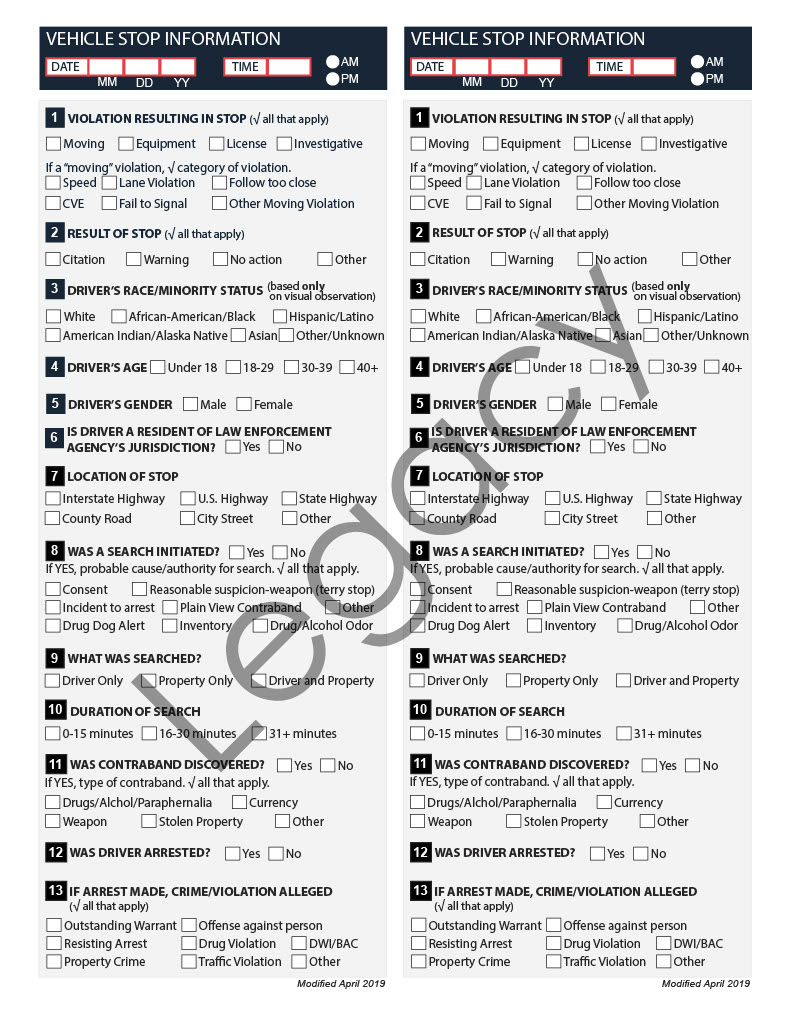 VEHICLE STOP INFORMATION
DATE TIME AM
MM DD YY PM
1 VIOLATION RESULTING IN STOP (√ all that apply)
Moving Equipment License Investigative
If a "moving" violation, √ category of violation.
Speed Lane Violation Follow too close
CVE Fail to Signal Other Moving Violation
2 RESULT OF STOP (√ all that apply)
Citation Warning No action Other
3 DRIVER'S RACE/MINORITY STATUS (based only
on visual observation)
White African-American/Black Hispanic/Latino
American Indian/Alaska Native Asian Other/Unknown
4 DRIVER'S AGE Under 18 18-29 30-39 40+
5 DRIVER'S GENDER Male Female
6 IS DRIVER A RESIDENT OF LAW ENFORCEMENT
AGENCY'S JURISDICTION? Yes No
7 LOCATION OF STOP
Interstate Highway U.S. Highway State Highway
County Road City Street Other
8 WAS A SEARCH INITIATED? Yes No
If YES, probable cause/authority for search. √ all that apply.
Consent Reasonable suspicion-weapon (terry stop)
Incident to arrest Plain View Contraband Other
Drug Dog Alert Inventory Drug/Alcohol Odor
9 WHAT WAS SEARCHED?
Driver Only Property Only Driver and Property
10 DURATION OF SEARCH
0-15 minutes 16-30 minutes 31+ minutes
11 WAS CONTRABAND DISCOVERED? Yes No
If YES, type of contraband. √ all that apply.
Drugs/Alchol/Paraphernalia Currency
Weapon Stolen Property Other
12 WAS DRIVER ARRESTED? Yes No
13 IF ARREST MADE, CRIME/VIOLATION ALLEGED
(√ all that apply)
Outstanding Warrant Offense against person
Resisting Arrest Drug Violation DWI/BAC
Property Crime Traffic Violation Other
Modified April 2019
VEHICLE STOP INFORMATION
DATE TIME AM
MM DD YY PM
1 VIOLATION RESULTING IN STOP (√ all that apply)
Moving Equipment License Investigative
If a "moving" violation, √ category of violation.
Speed Lane Violation Follow too close
CVE Fail to Signal Other Moving Violation
2 RESULT OF STOP (√ all that apply)
Citation Warning No action Other
3 DRIVER'S RACE/MINORITY STATUS (based only
on visual observation)
White African-American/Black Hispanic/Latino
American Indian/Alaska Native Asian Other/Unknown
4 DRIVER'S AGE Under 18 18-29 30-39 40+
5 DRIVER'S GENDER Male Female
6 IS DRIVER A RESIDENT OF LAW ENFORCEMENT
AGENCY'S JURISDICTION? Yes No
7 LOCATION OF STOP
Interstate Highway U.S. Highway State Highway
County Road City Street Other
8 WAS A SEARCH INITIATED? Yes No
If YES, probable cause/authority for search. √ all that apply.
Consent Reasonable suspicion-weapon (terry stop)
Incident to arrest Plain View Contraband Other
Drug Dog Alert Inventory Drug/Alcohol Odor
9 WHAT WAS SEARCHED?
Driver Only Property Only Driver and Property
10 DURATION OF SEARCH
0-15 minutes 16-30 minutes 31+ minutes
11 WAS CONTRABAND DISCOVERED? Yes No
If YES, type of contraband. √ all that apply.
Drugs/Alchol/Paraphernalia Currency
Weapon Stolen Property Other
12 WAS DRIVER ARRESTED? Yes No
13 IF ARREST MADE, CRIME/VIOLATION ALLEGED
(√ all that apply)
Outstanding Warrant Offense against person
Resisting Arrest Drug Violation DWI/BAC
Property Crime Traffic Violation Other
Modified April 2019
Legacy